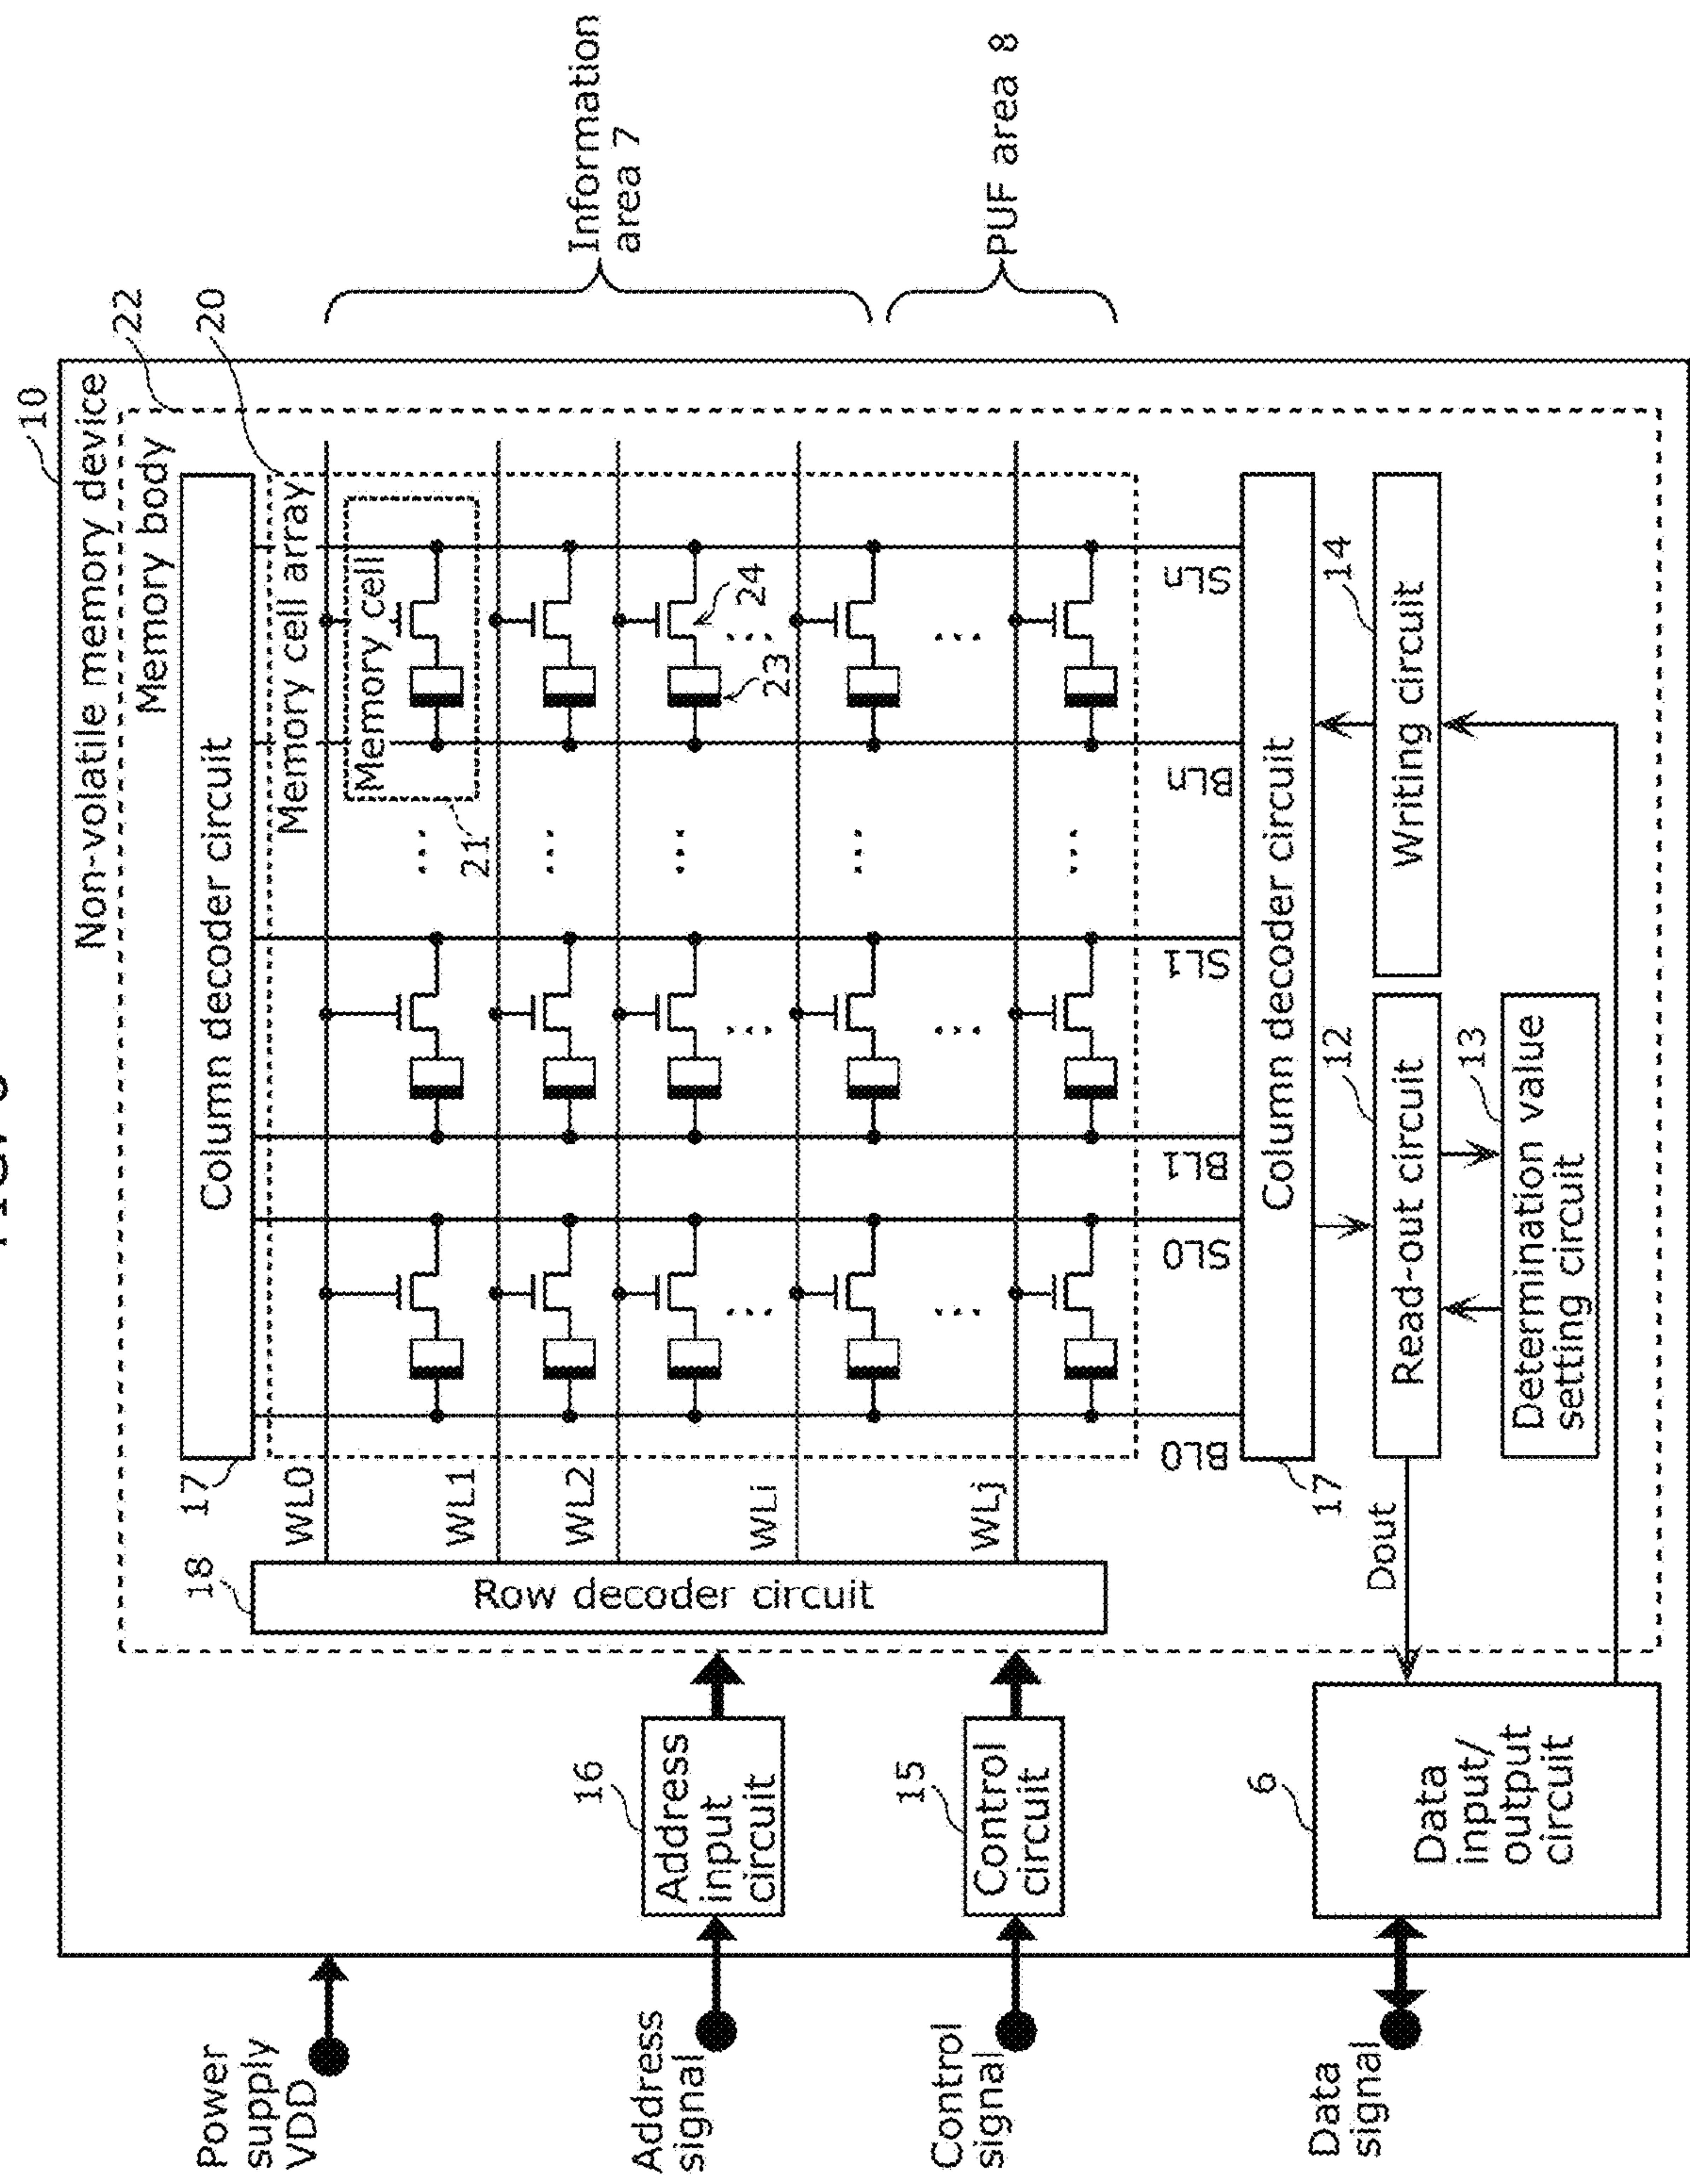 10
Non-volatile memory device
22
Memory body
Power
supply
VDD
17
Column decoder circuit
20
18
WL0
Memory cell array
Memory cell
Row decoder circuit
WL1
21
WL2
...
...
...
...
...
23
24
Information
area 7
16
Address
input
circuit
Address
signal
...
...
...
WLi
15
Control
circuit
Control
signal
...
...
...
WLj
PUF area 8
BL0
SL0
BL1
SL1
BLn
SLn
17
Column decoder circuit
12
14
Dout
Read-out circuit
Writing circuit
6
Data
input/
output
circuit
Data
signal
13
Determination value
setting circuit